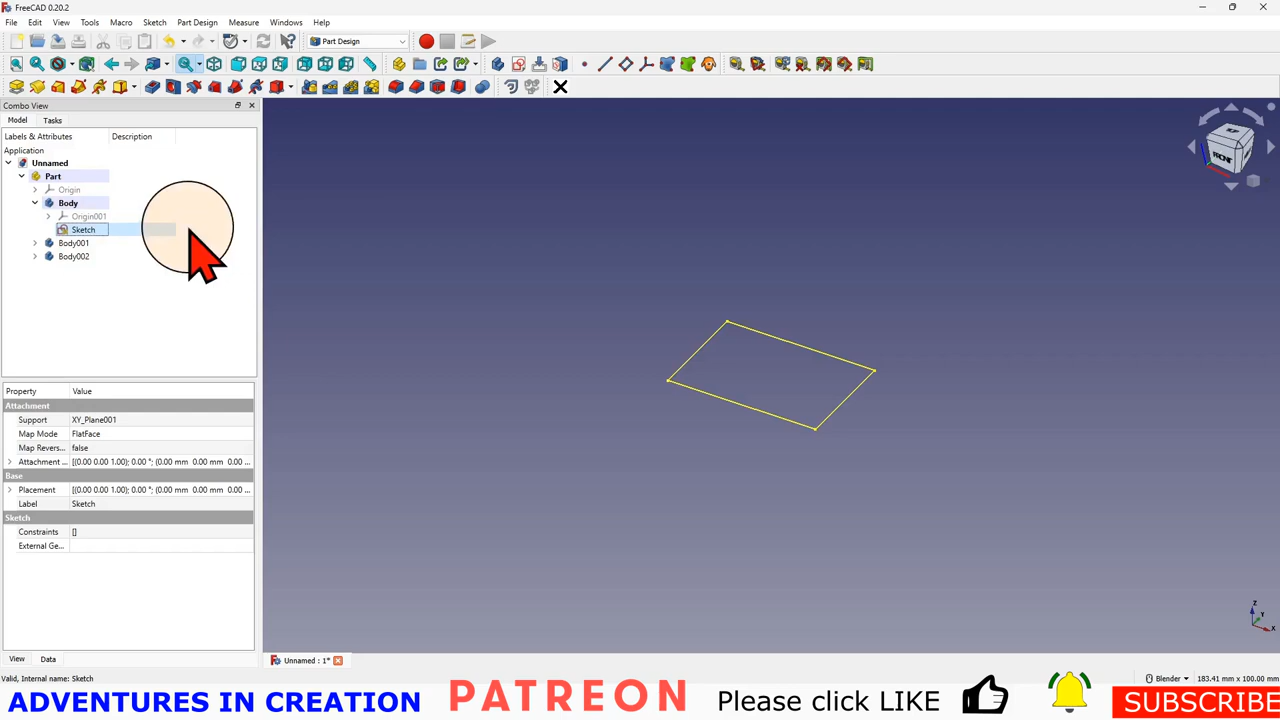 FreeCAD 0.20.2
File Edit View Tools Macro Sketch Part Design Measure Windows Help
Part Design
Combo View
Model Tasks
Labels & Attributes Description
Application
Unnamed
Part
Origin
Body
Origin001
Sketch
Body001
Body002
FRONT
Property Value
Attachment
Support XY_Plane001
Map Mode FlatFace
Map Revers... false
Attachment ... [(0.00 0.00 1.00); 0.00 °; (0.00 mm 0.00 mm 0.00 ...
Base
Placement [(0.00 0.00 1.00); 0.00 °; (0.00 mm 0.00 mm 0.00 ...
Label Sketch
Sketch
Constraints []
External Ge...
Z
Y
X
View Data
Unnamed : 1*
Valid, Internal name: Sketch
Blender 183.41 mm x 100.00 mm
ADVENTURES IN CREATION PATREON Please click LIKE SUBSCRIBE